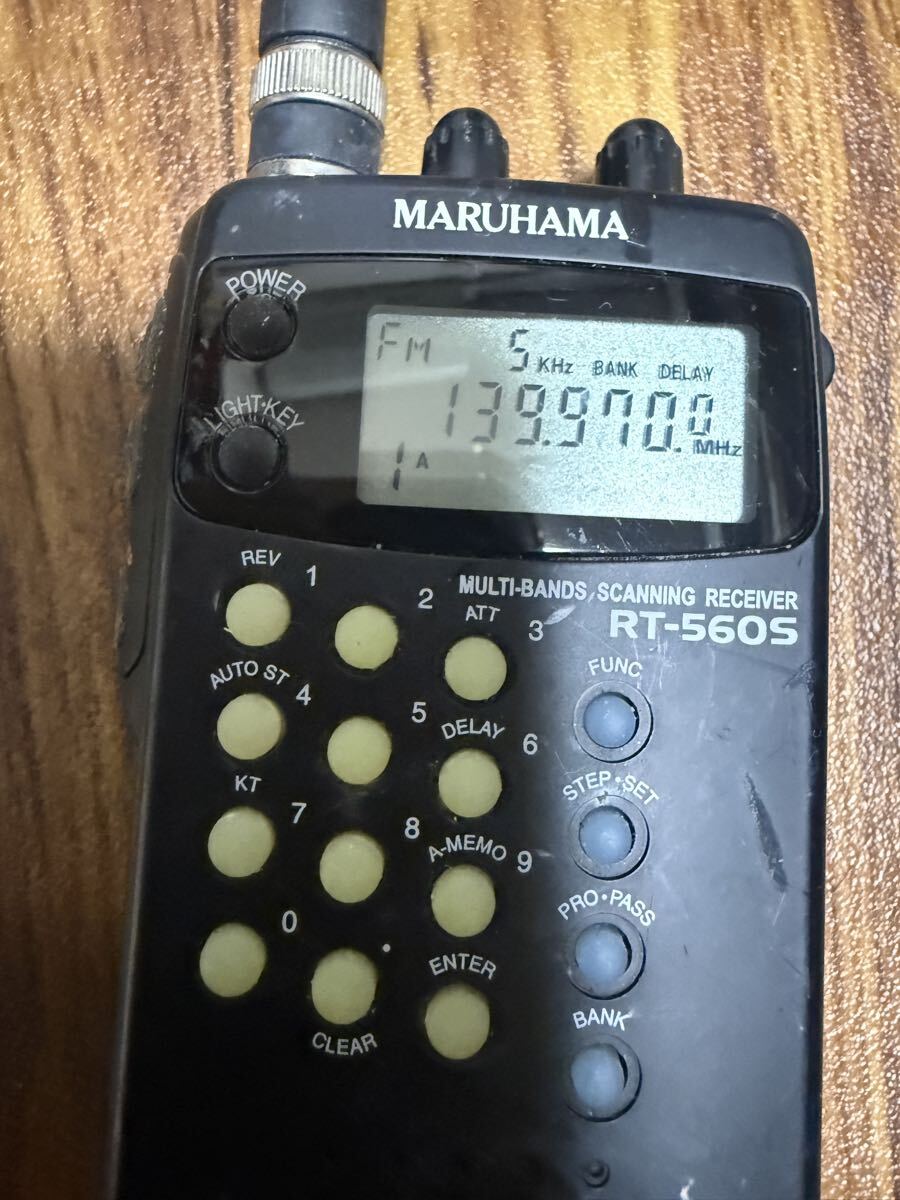 MARUHAMA
POWER
LIGHT•KEY
FM 5 KHz BANK DELAY
139.970.0 MHz
1 A
MULTI-BANDS SCANNING RECEIVER
RT-560S
REV 1
2
ATT 3
FUNC
AUTO ST 4
5
DELAY 6
STEP•SET
KT 7
8
A-MEMO 9
PRO•PASS
0
CLEAR
ENTER
BANK